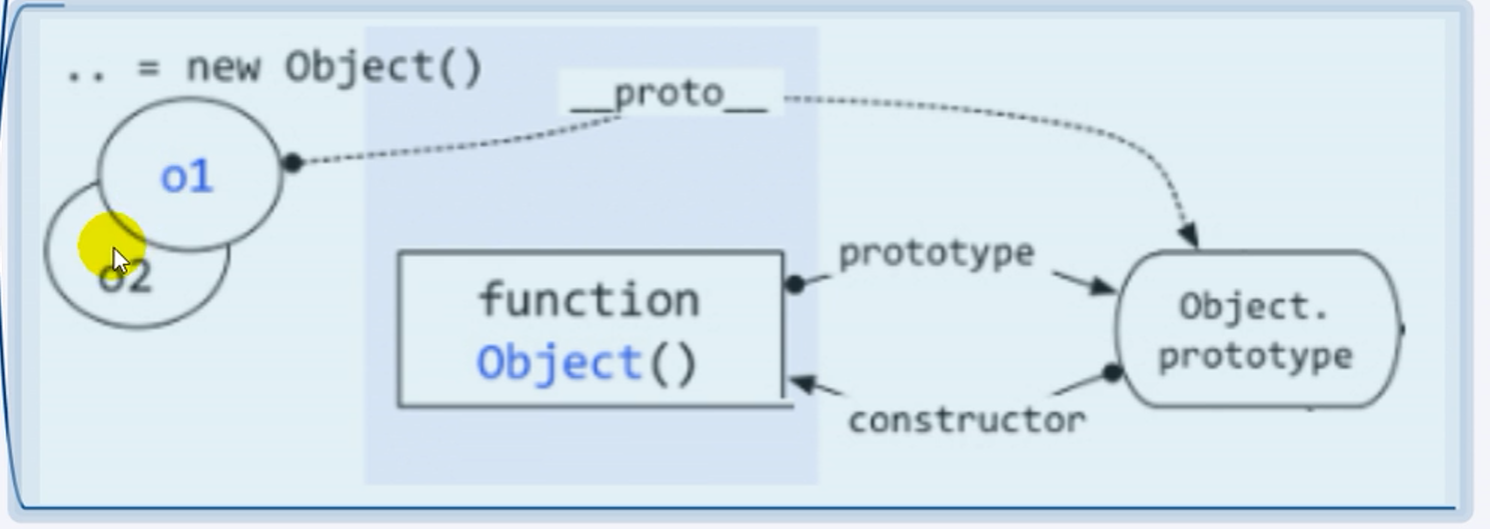 .. = new Object()
__proto__
o1
o2
prototype
function
Object()
Object.
prototype
constructor